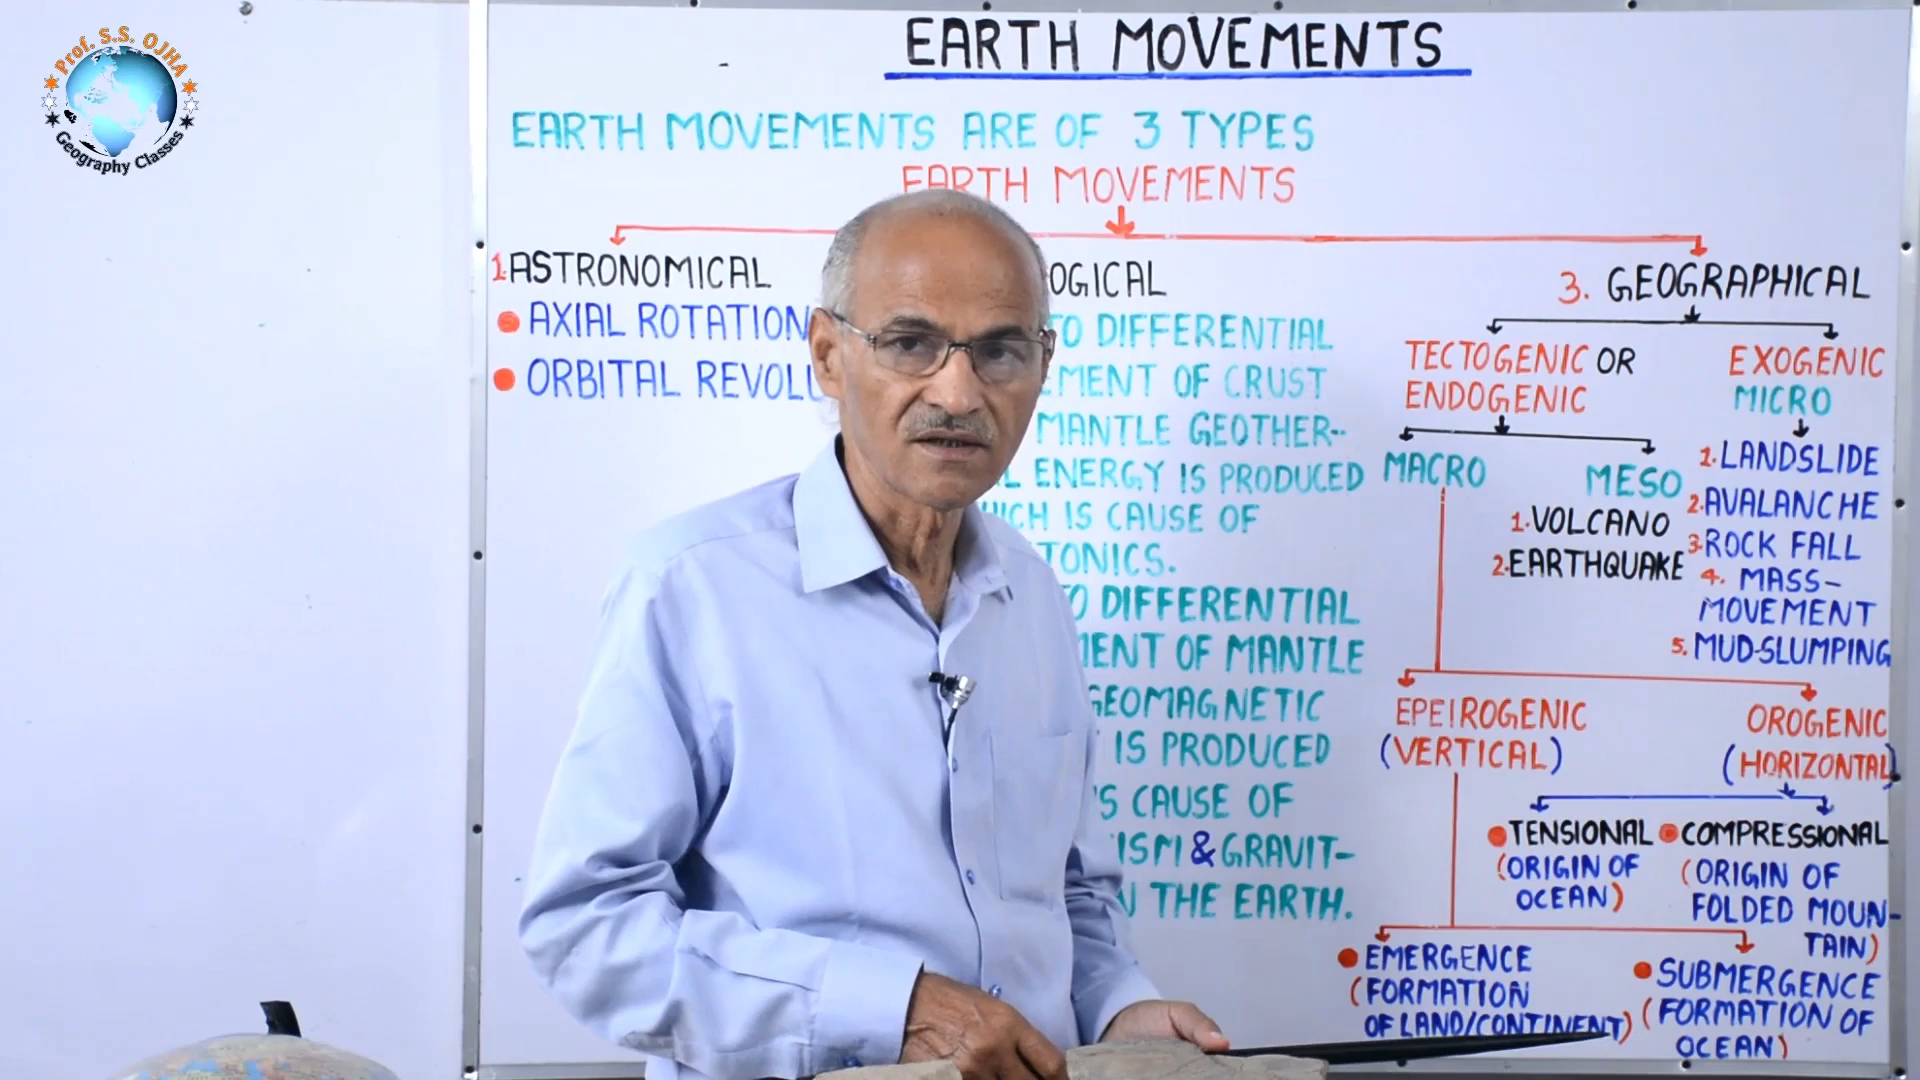 Prof. S.S. OJHA
Geography Classes
EARTH MOVEMENTS
EARTH MOVEMENTS ARE OF 3 TYPES
EARTH MOVEMENTS
1. ASTRONOMICAL
• AXIAL ROTATION
• ORBITAL
OGICAL
TO DIFFERENTIAL
EMENT OF CRUST
MANTLE GEOTHER-
L ENERGY IS PRODUCED
WHICH IS CAUSE OF
TONICS.
TO DIFFERENTIAL
MENT OF MANTLE
GEOMAGNETIC
IS PRODUCED
IS CAUSE OF
ISM & GRAVIT-
N THE EARTH.
3. GEOGRAPHICAL
TECTOGENIC OR
ENDOGENIC
MACRO
MESO
1. VOLCANO
2. EARTHQUAKE
EXOGENIC
MICRO
1. LANDSLIDE
2. AVALANCHE
3. ROCK FALL
4. MASS-
MOVEMENT
5. MUD-SLUMPING
EPEIROGENIC
(VERTICAL)
OROGENIC
(HORIZONTAL)
• TENSIONAL
(ORIGIN OF
OCEAN)
• COMPRESSIONAL
(ORIGIN OF
FOLDED MOUN-
TAIN)
• EMERGENCE
(FORMATION
OF LAND/CONTINENT)
• SUBMERGENCE
(FORMATION OF
OCEAN)